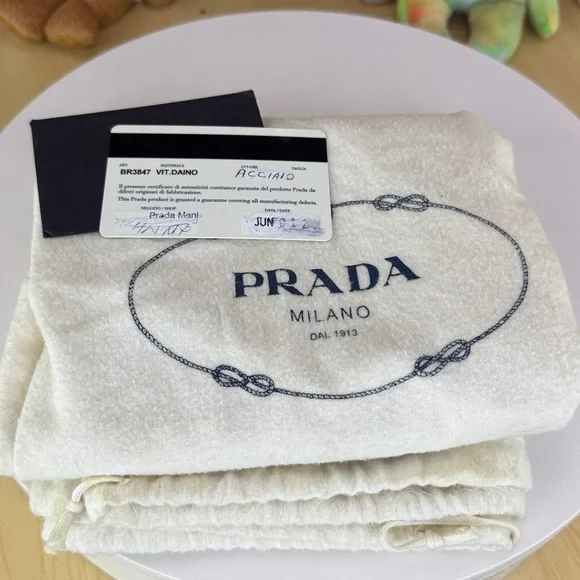 ART. MATERIALE COLORE TAGLIA
BR3847 VIT.DAINO ACCIAIO
Il presente certificato di autenticità costituisce garanzia del prodotto Prada da
difetti originari di fabbricazione.
This Prada product is granted a guarantee covering all manufacturing defects.
NEGOZIO / SHOP DATA / DATE
Prada Mani
JUN
PRADA
MILANO
DAL 1913